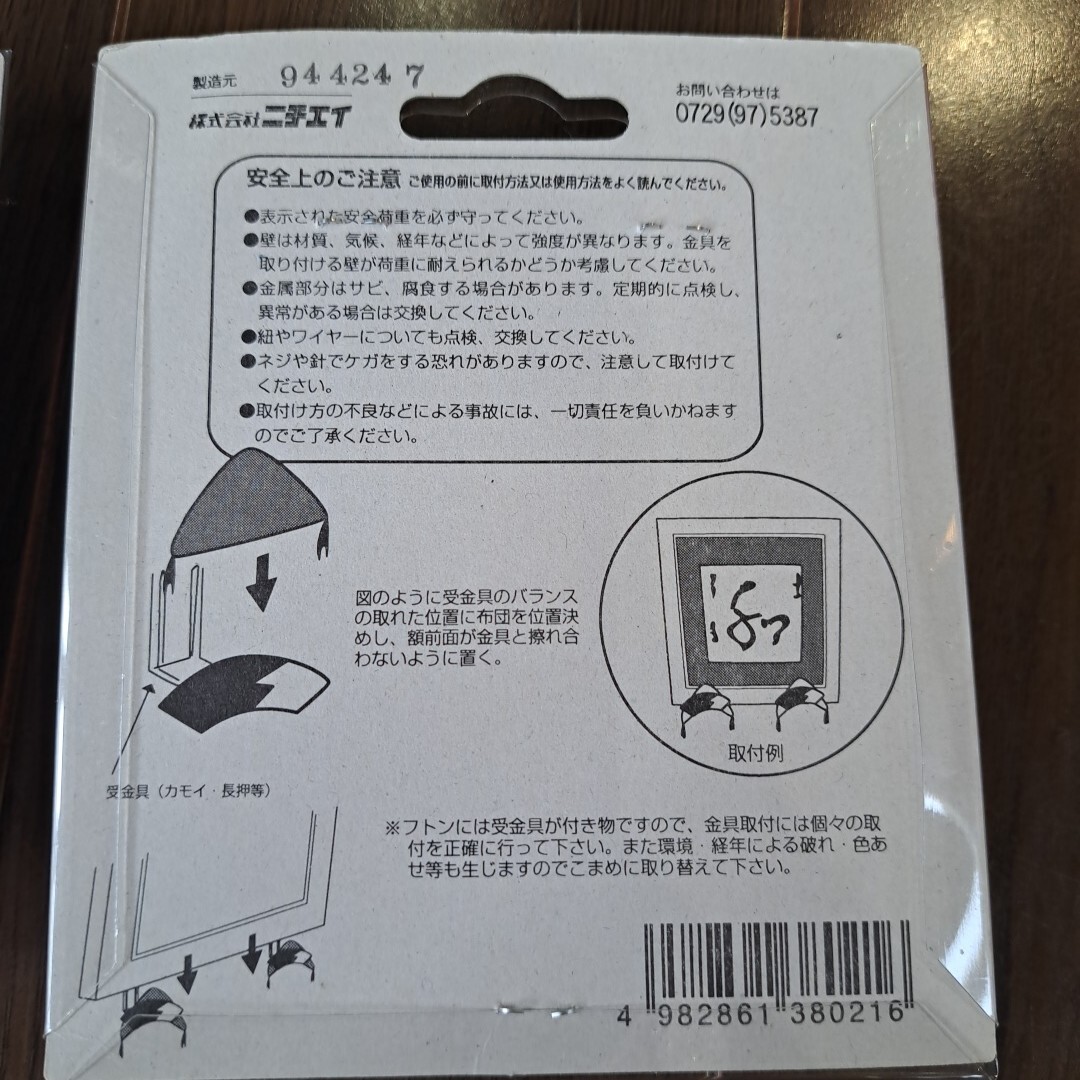 製造元 944247
株式会社ニチエイ
お問い合わせは
0729(97)5387
安全上のご注意 ご使用の前に取付方法又は使用方法をよく読んでください。
●表示された安全荷重を必ず守ってください。
●壁は材質、気候、経年などによって強度が異なります。金具を
取り付ける壁が荷重に耐えられるかどうか考慮してください。
●金属部分はサビ、腐食する場合があります。定期的に点検し、
異常がある場合は交換してください。
●紐やワイヤーについても点検、交換してください。
●ネジや針でケガをする恐れがありますので、注意して取付けて
ください。
●取付け方の不良などによる事故には、一切責任を負いかねます
のでご了承ください。
図のように受金具のバランス
の取れた位置に布団を位置決
めし、額前面が金具と擦れ合
わないように置く。
取付例
受金具(カモイ・長押等)
※フトンには受金具が付き物ですので、金具取付には個々の取
付を正確に行って下さい。また環境・経年による破れ・色あ
せ等も生じますのでこまめに取り替えて下さい。
4 982861 380216